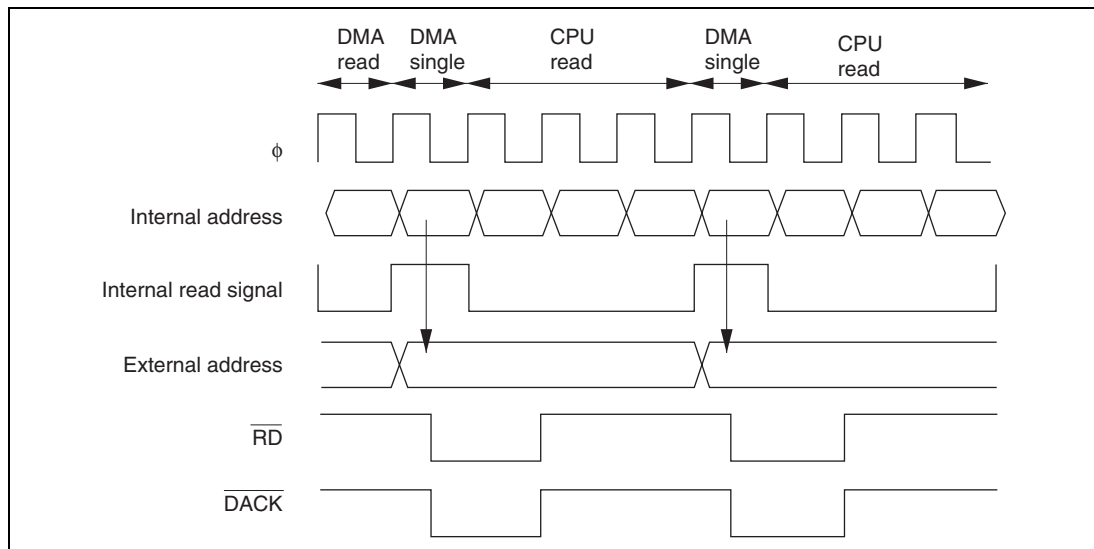 DMA read
DMA single
CPU read
DMA single
CPU read
ϕ
Internal address
Internal read signal
External address
RD
DACK